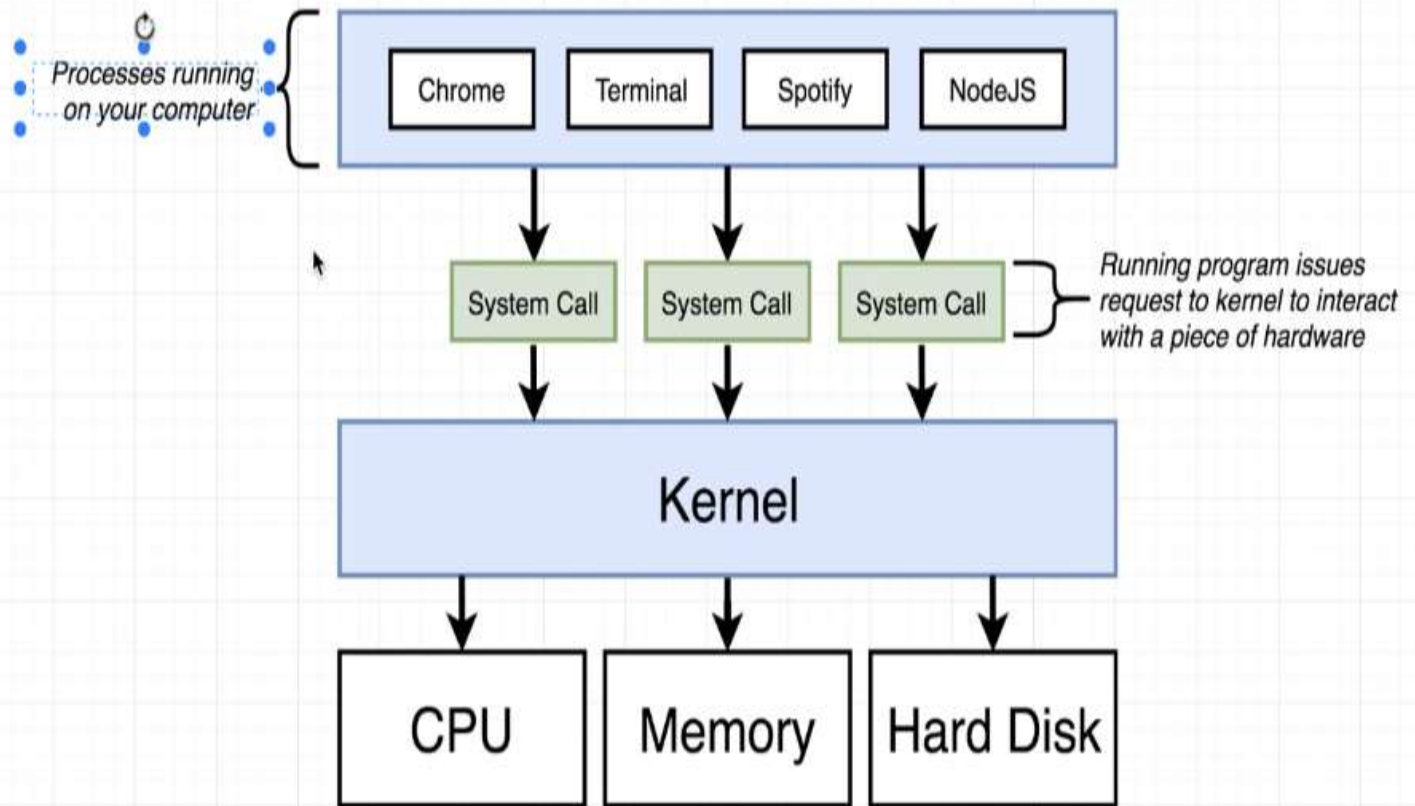 Processes running
on your computer
Chrome
Terminal
Spotify
NodeJS
System Call
System Call
System Call
Running program issues
request to kernel to interact
with a piece of hardware
Kernel
CPU
Memory
Hard Disk